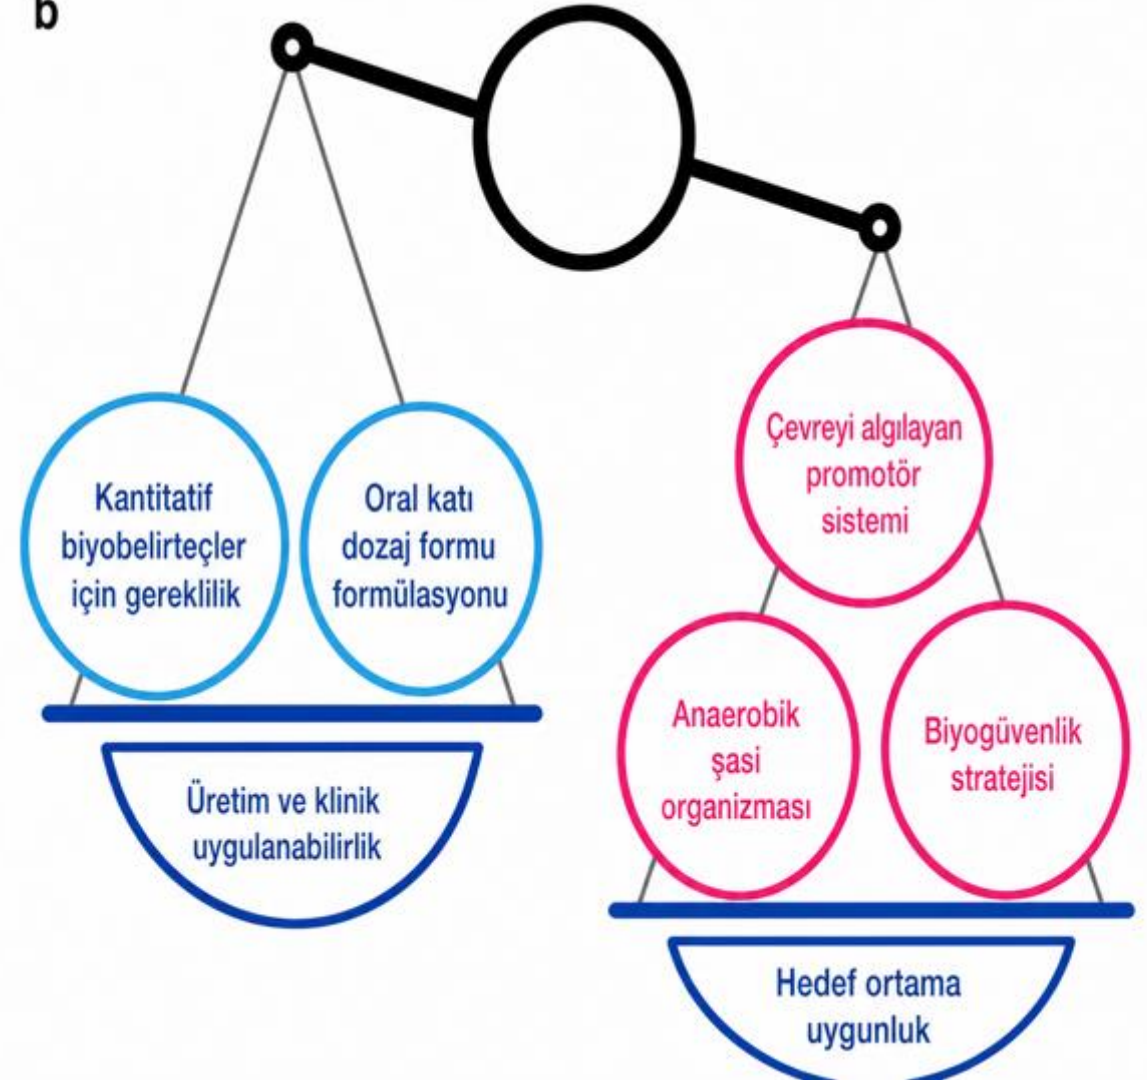 b
Kantitatif
biyobelirteçler
için gereklilik
Oral katı
dozaj formu
formülasyonu
Üretim ve klinik
uygulanabilirlik
Çevreyi algılayan
promotör
sistemi
Anaerobik
şasi
organizması
Biyogüvenlik
stratejisi
Hedef ortama
uygunluk